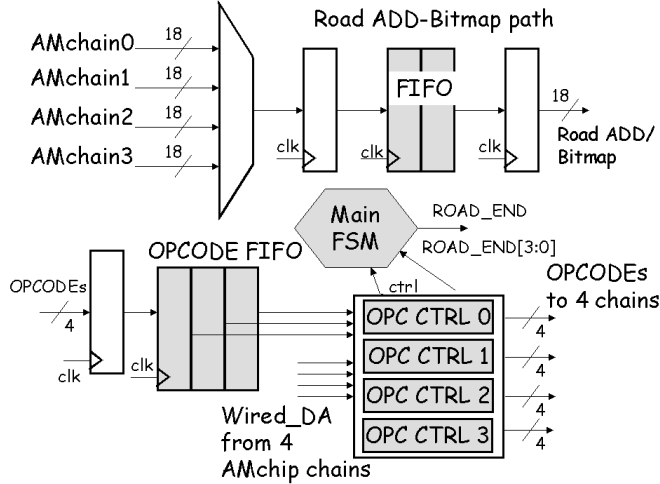 Road ADD-Bitmap path
AMchain0
18
AMchain1
18
AMchain2
18
AMchain3
18
clk
FIFO
clk
clk
18
Road ADD/
Bitmap
Main
FSM
ROAD_END
ROAD_END[3:0]
ctrl
OPCODE FIFO
OPCODEs
4
clk
clk
OPC CTRL 0
OPC CTRL 1
OPC CTRL 2
OPC CTRL 3
OPCODEs
to 4 chains
4
4
4
4
Wired_DA
from 4
AMchip chains